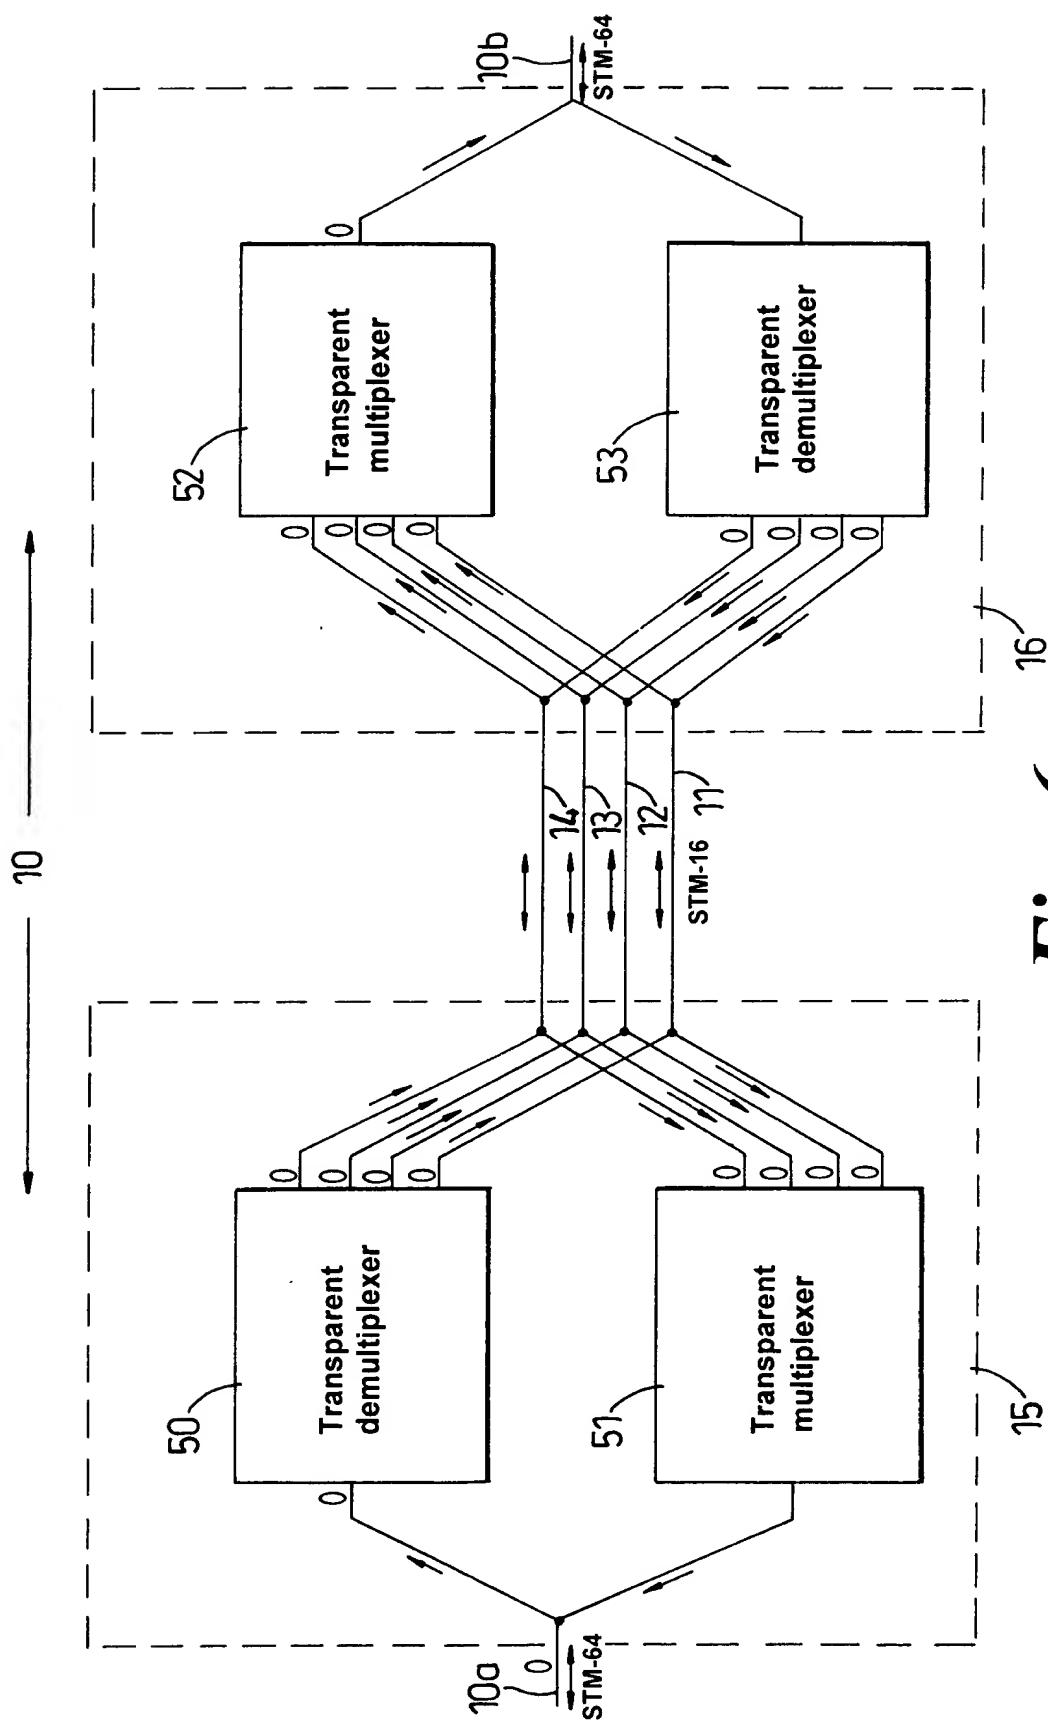 10
50
Transparent
demultiplexer
52
Transparent
multiplexer
10a
STM-64
10b
STM-64
14
13
12
11
STM-16
51
Transparent
multiplexer
53
Transparent
demultiplexer
15
16